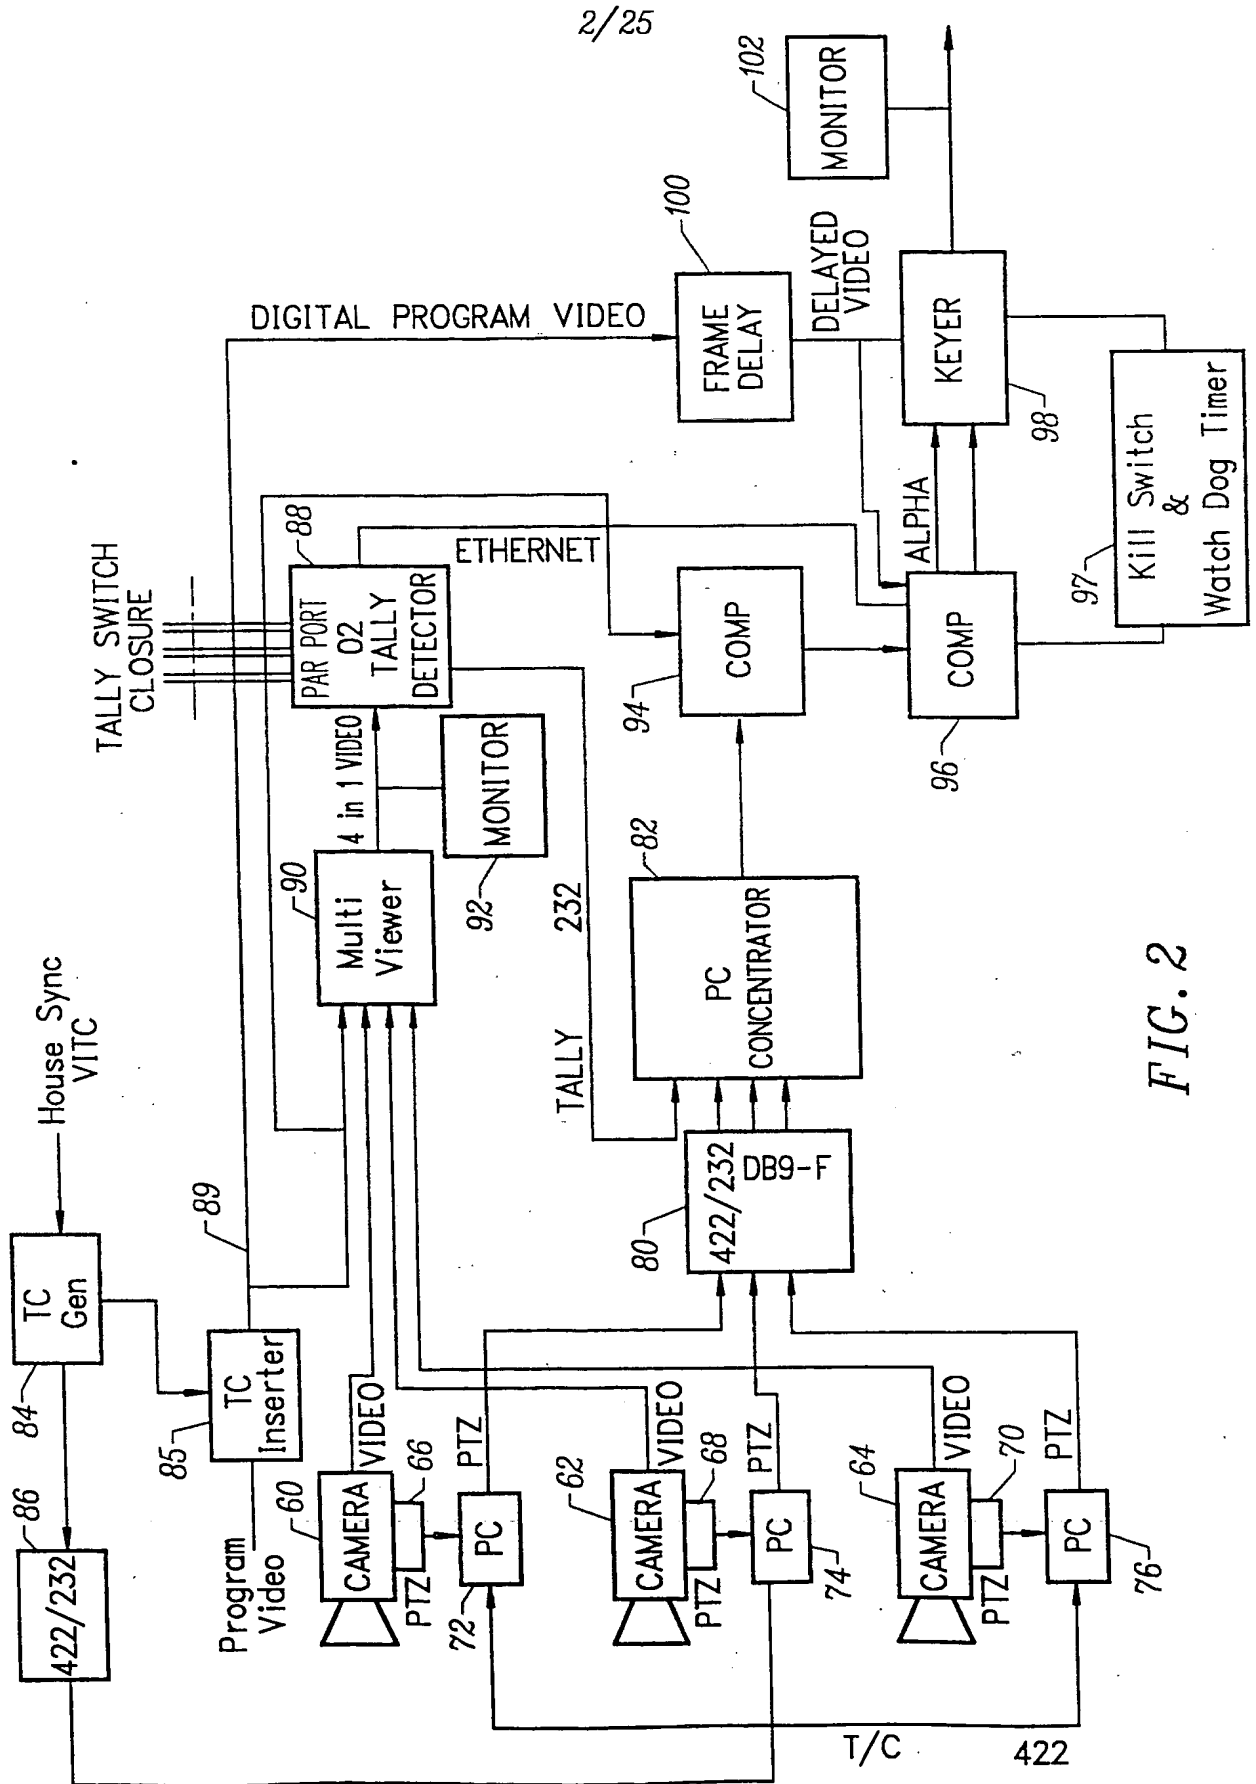 2/25
House Sync
VITC
TC
Gen
84
86
422/232
TC
Inserter
85
89
Program
Video
TALLY SWITCH
CLOSURE
DIGITAL PROGRAM VIDEO
PAR PORT
O2
TALLY
DETECTOR
88
ETHERNET
4 in 1 VIDEO
Multi
Viewer
90
MONITOR
92
TALLY
232
CAMERA
60
VIDEO
PTZ
66
PC
72
PTZ
CAMERA
62
VIDEO
PTZ
68
PC
74
PTZ
CAMERA
64
VIDEO
PTZ
70
PC
76
PTZ
T/C
422
422/232
DB9-F
80
PC
CONCENTRATOR
82
COMP
94
COMP
96
ALPHA
FRAME
DELAY
100
DELAYED
VIDEO
KEYER
98
MONITOR
102
Kill Switch
&
Watch Dog Timer
97
FIG. 2